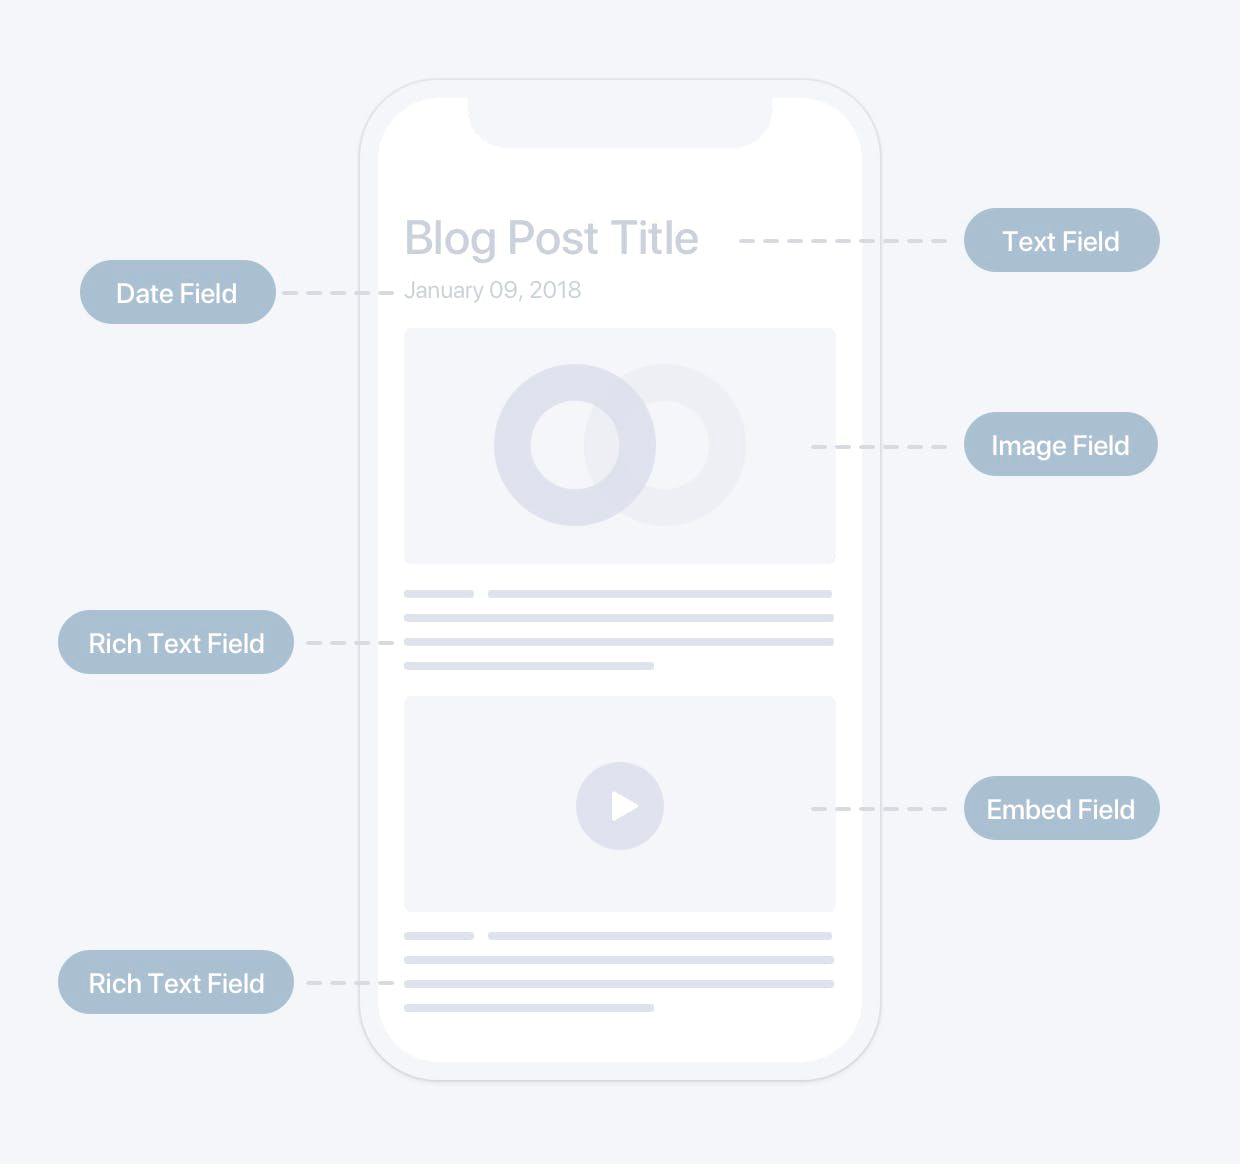 Blog Post Title
Text Field
Date Field
January 09, 2018
Image Field
Rich Text Field
Embed Field
Rich Text Field